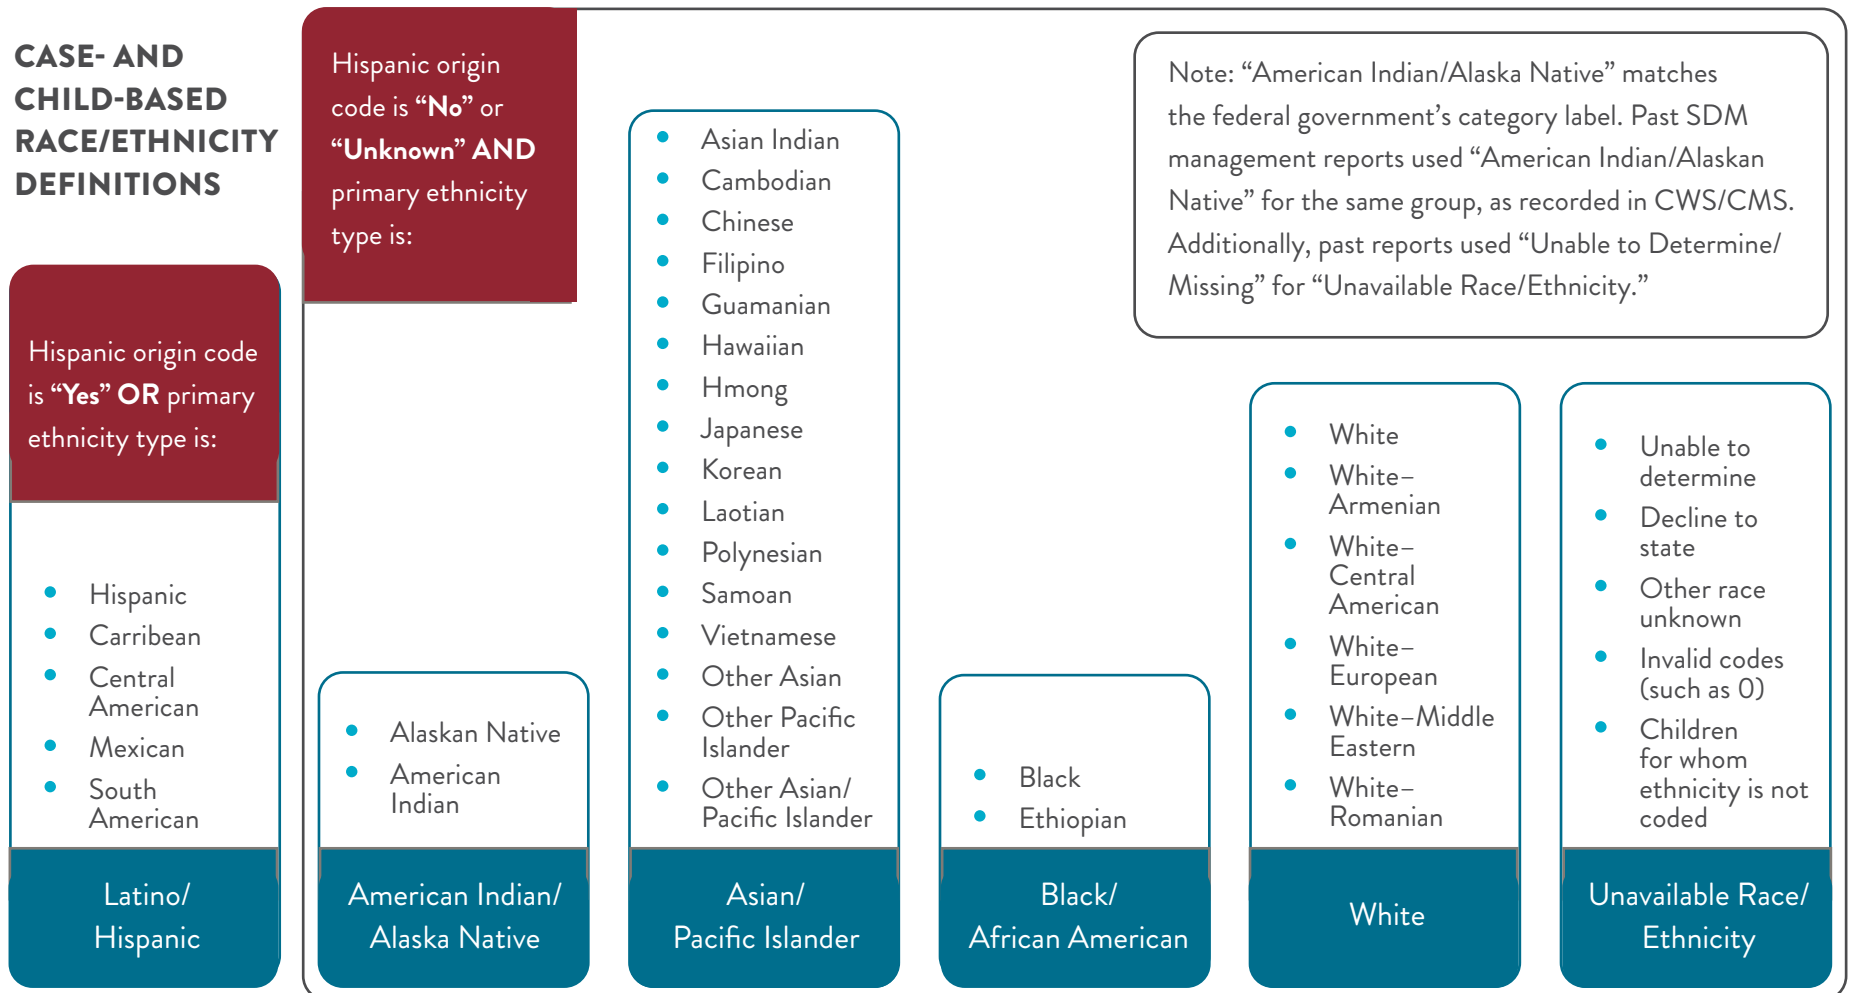 CASE- AND
CHILD-BASED
RACE/ETHNICITY
DEFINITIONS
Hispanic origin code
is “Yes” OR primary
ethnicity type is:
Hispanic
Carribean
Central
American
Mexican
South
American
Latino/
Hispanic
Hispanic origin
code is “No” or
“Unknown” AND
primary ethnicity
type is:
Alaskan Native
American
Indian
American Indian/
Alaska Native
Asian Indian
Cambodian
Chinese
Filipino
Guamanian
Hawaiian
Hmong
Japanese
Korean
Laotian
Polynesian
Samoan
Vietnamese
Other Asian
Other Pacific
Islander
Other Asian/
Pacific Islander
Asian/
Pacific Islander
Black
Ethiopian
Black/
African American
Note: “American Indian/Alaska Native” matches
the federal government’s category label. Past SDM
management reports used “American Indian/Alaskan
Native” for the same group, as recorded in CWS/CMS.
Additionally, past reports used “Unable to Determine/
Missing” for “Unavailable Race/Ethnicity.”
White
White–
Armenian
White–
Central
American
White–
European
White–Middle
Eastern
White–
Romanian
White
Unable to
determine
Decline to
state
Other race
unknown
Invalid codes
(such as 0)
Children
for whom
ethnicity is not
coded
Unavailable Race/
Ethnicity